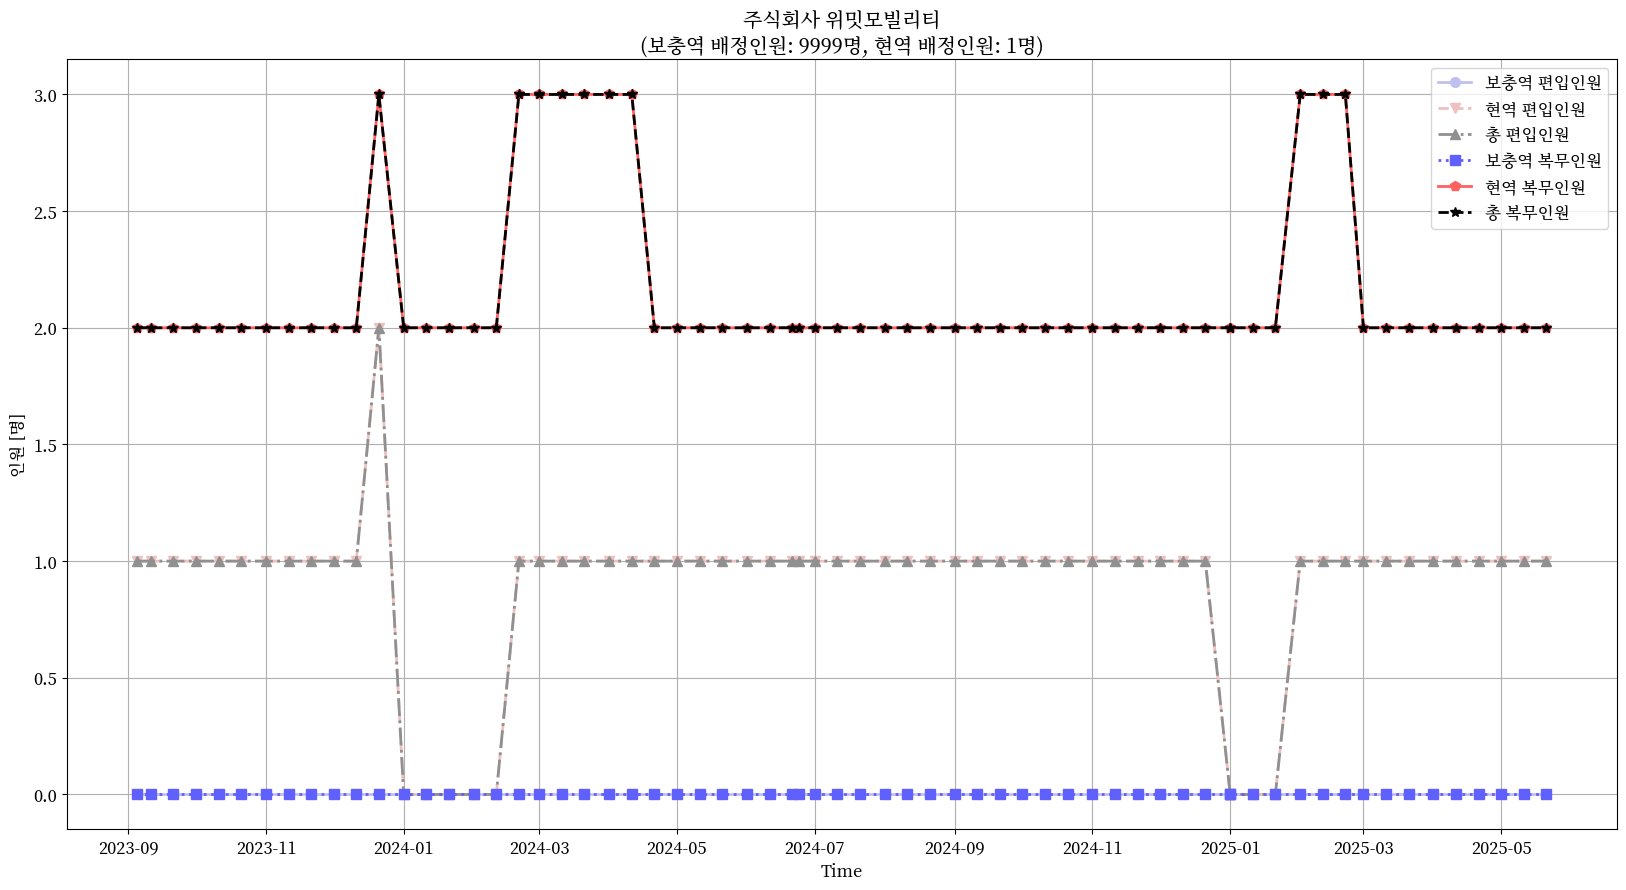 주식회사 위밋모빌리티
(보충역 배정인원: 9999명, 현역 배정인원: 1명)
보충역 편입인원
현역 편입인원
총 편입인원
보충역 복무인원
현역 복무인원
총 복무인원
인원 [명]
3.0
2.5
2.0
1.5
1.0
0.5
0.0
2023-09 2023-11 2024-01 2024-03 2024-05 2024-07 2024-09 2024-11 2025-01 2025-03 2025-05
Time